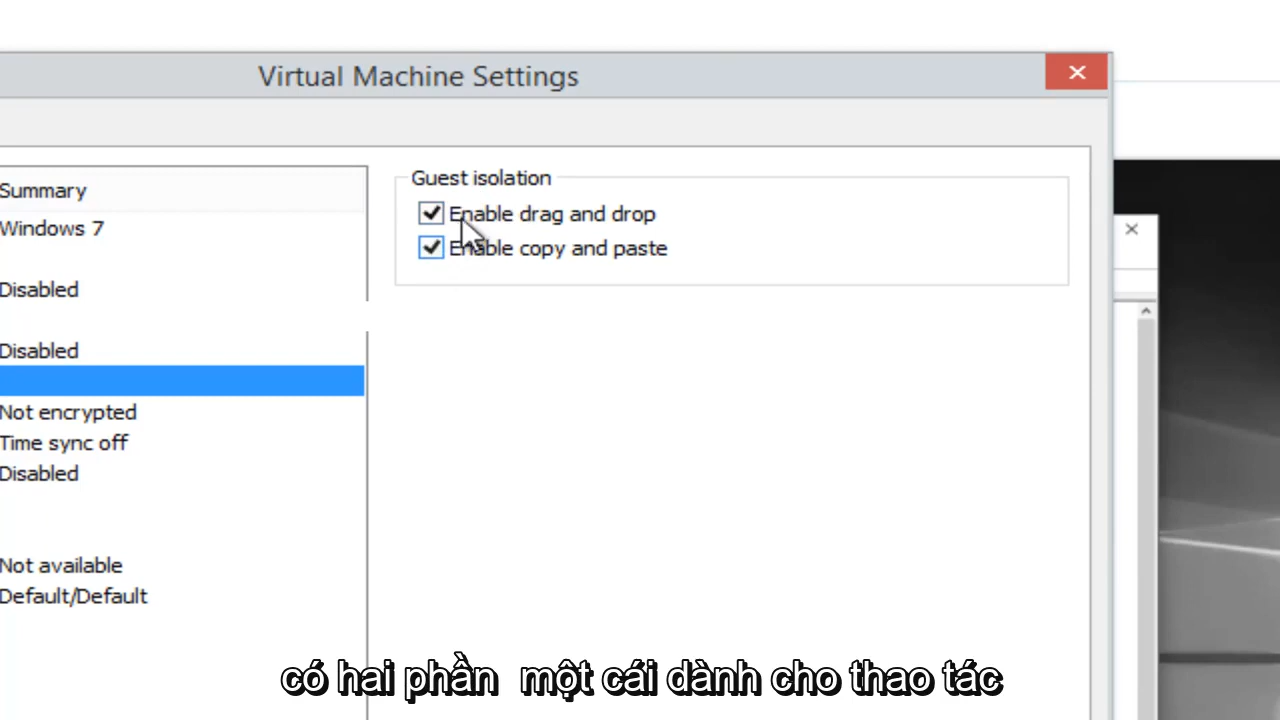 Virtual Machine Settings
Summary
Windows 7
Disabled
Disabled
Not encrypted
Time sync off
Disabled
Not available
Default/Default
Guest isolation
Enable drag and drop
Enable copy and paste
có hai phần một cái dành cho thao tác